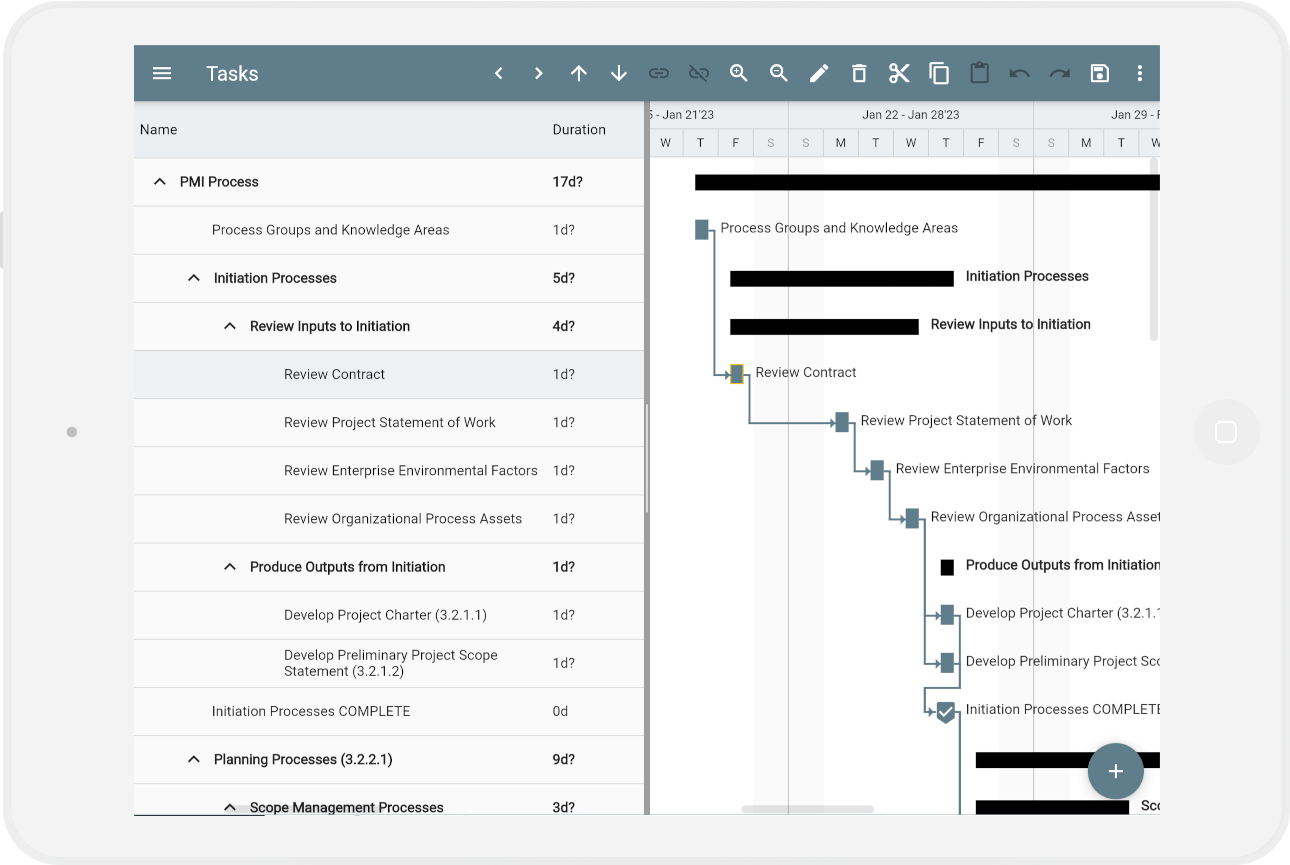 Tasks
Name
Duration
- Jan 21'23
Jan 22 - Jan 28'23
Jan 29 -
W T F S S M T W T F S S M T W
PMI Process
17d?
Process Groups and Knowledge Areas
1d?
Process Groups and Knowledge Areas
Initiation Processes
5d?
Initiation Processes
Review Inputs to Initiation
4d?
Review Inputs to Initiation
Review Contract
1d?
Review Contract
Review Project Statement of Work
1d?
Review Project Statement of Work
Review Enterprise Environmental Factors
1d?
Review Enterprise Environmental Factors
Review Organizational Process Assets
1d?
Review Organizational Process Asset
Produce Outputs from Initiation
1d?
Produce Outputs from Initiation
Develop Project Charter (3.2.1.1)
1d?
Develop Project Charter (3.2.1.1
Develop Preliminary Project Scope
Statement (3.2.1.2)
1d?
Develop Preliminary Project Sco
Initiation Processes COMPLETE
0d
Initiation Processes COMPLETE
Planning Processes (3.2.2.1)
9d?
Scope Management Processes
3d?
Sco